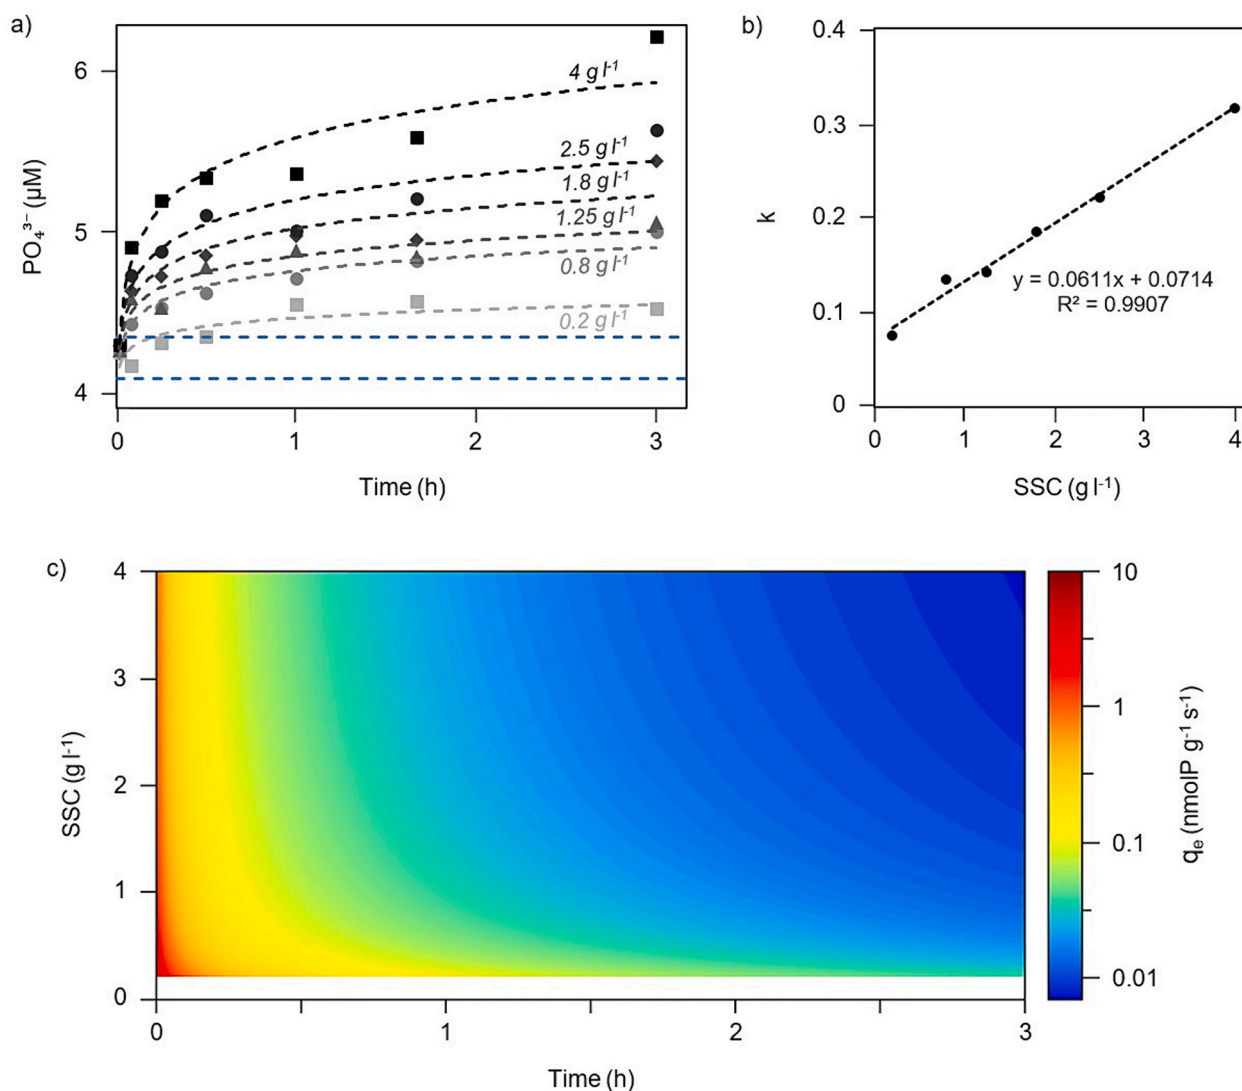 a)
6
5
4
PO₄³⁻ (µM)
4 g l⁻¹
2.5 g l⁻¹
1.8 g l⁻¹
1.25 g l⁻¹
0.8 g l⁻¹
0.2 g l⁻¹
0 1 2 3
Time (h)
b)
0.4
0.3
0.2
0.1
0
k
y = 0.0611x + 0.0714
R² = 0.9907
0 1 2 3 4
SSC (g l⁻¹)
c)
4
3
2
1
0
SSC (g l⁻¹)
0 1 2 3
Time (h)
10
1
0.1
0.01
qₑ (nmolP g⁻¹ s⁻¹)